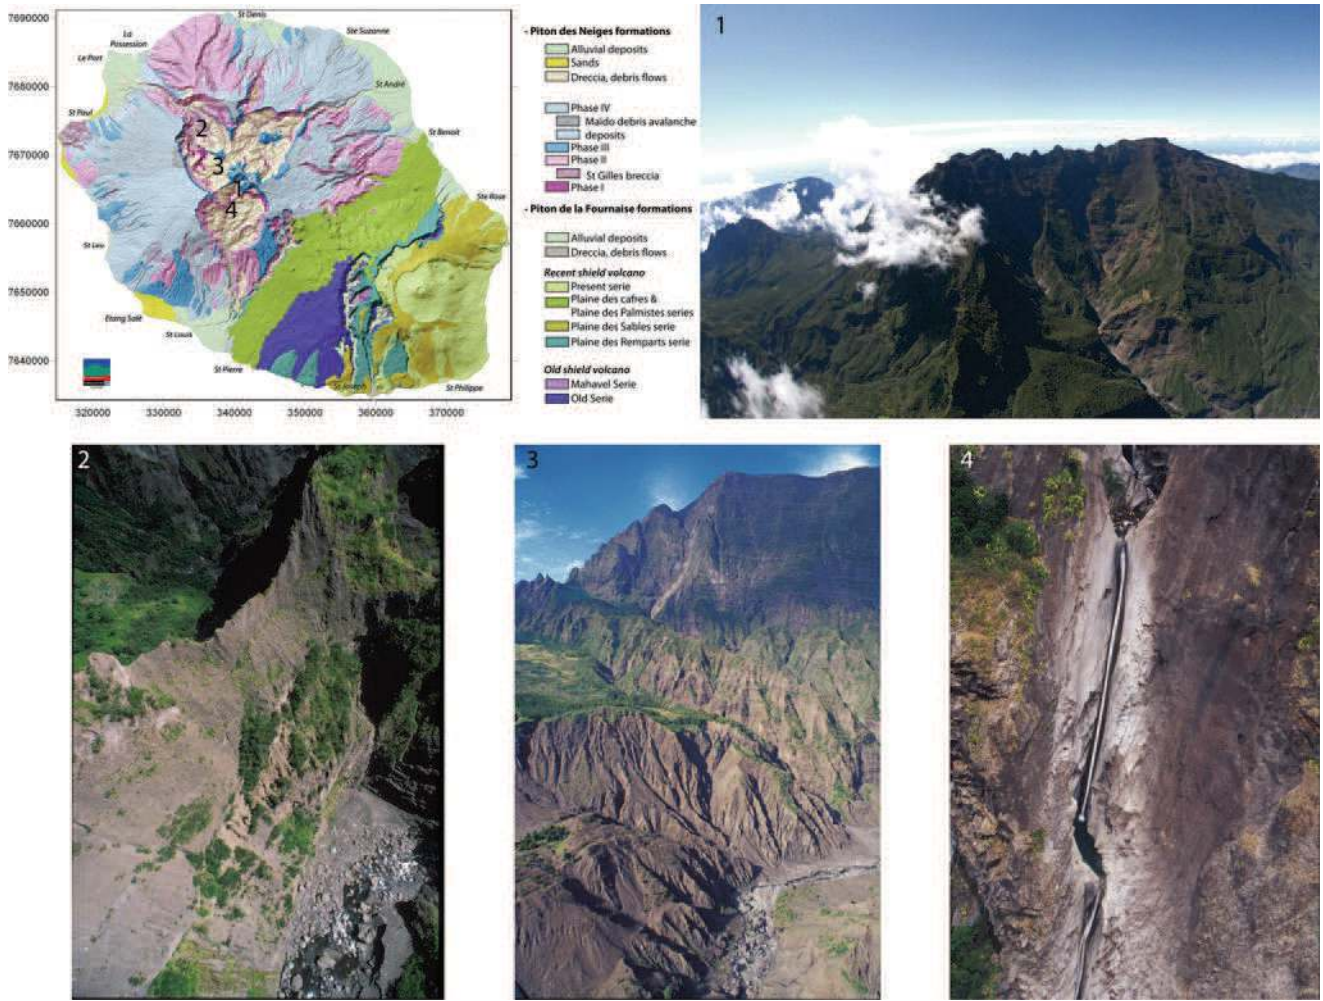 7690000
7680000
7670000
7660000
7650000
7640000
320000
330000
340000
350000
360000
370000
St Denis
La
Possession
Ste Suzanne
Le Port
St André
St Paul
St Benoit
Ste Rose
St Leu
Etang Salé
St Louis
St Pierre
St Joseph
St Philippe
2
3
1
4
- Piton des Neiges formations
Alluvial deposits
Sands
Dreccia, debris flows
Phase IV
Maïdo debris avalanche
deposits
Phase III
Phase II
St Gilles breccia
Phase I
- Piton de la Fournaise formations
Alluvial deposits
Dreccia, debris flows
Recent shield volcano
Present serie
Plaine des cafres &
Plaine des Palmistes series
Plaine des Sables serie
Plaine des Remparts serie
Old shield volcano
Mahavel Serie
Old Serie
1
2
3
4